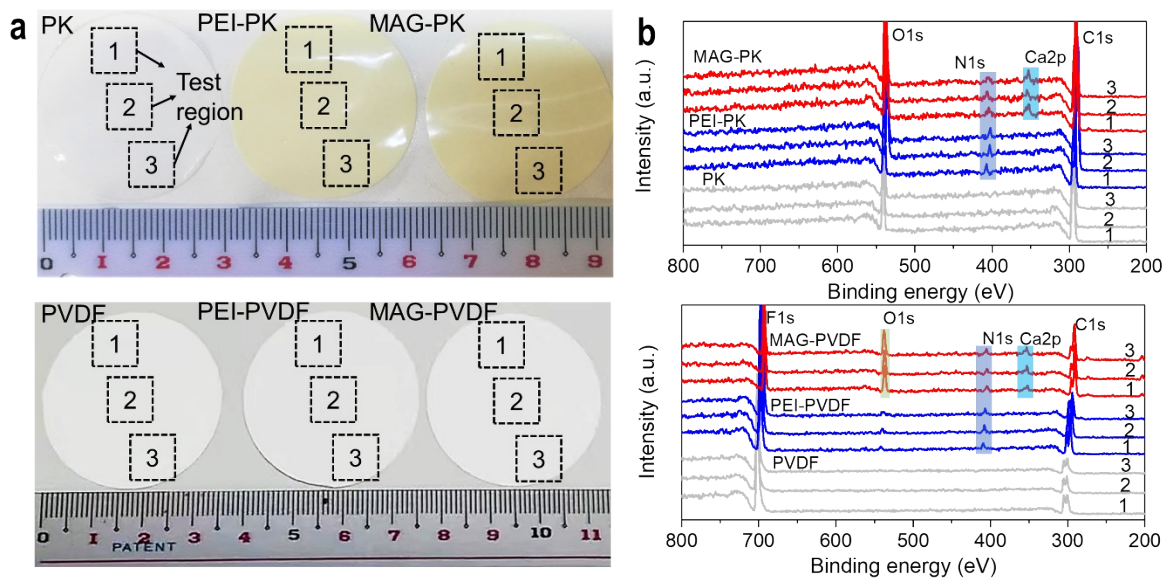 a
PK
PEI-PK
MAG-PK
1
1
1
Test
region
2
2
2
3
3
3
0 1 2 3 4 5 6 7 8 9
PVDF
PEI-PVDF
MAG-PVDF
1
1
1
2
2
2
3
3
3
0 1 2 3 4 5 6 7 8 9 10 11
PATENT
b
Intensity (a.u.)
O1s
C1s
MAG-PK
N1s
Ca2p
3
2
1
PEI-PK
3
2
1
PK
3
2
1
800 700 600 500 400 300 200
Binding energy (eV)
Intensity (a.u.)
F1s
O1s
C1s
MAG-PVDF
N1s
Ca2p
3
2
1
PEI-PVDF
3
2
1
PVDF
3
2
1
800 700 600 500 400 300 200
Binding energy (eV)